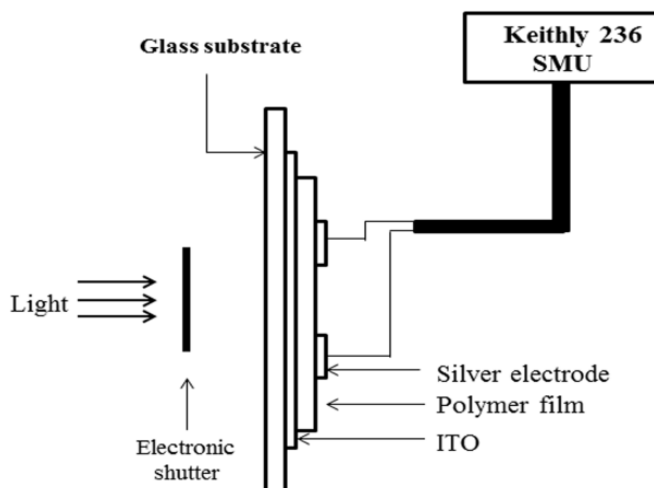 Keithly 236
SMU
Glass substrate
Light
Electronic
shutter
Silver electrode
Polymer film
ITO